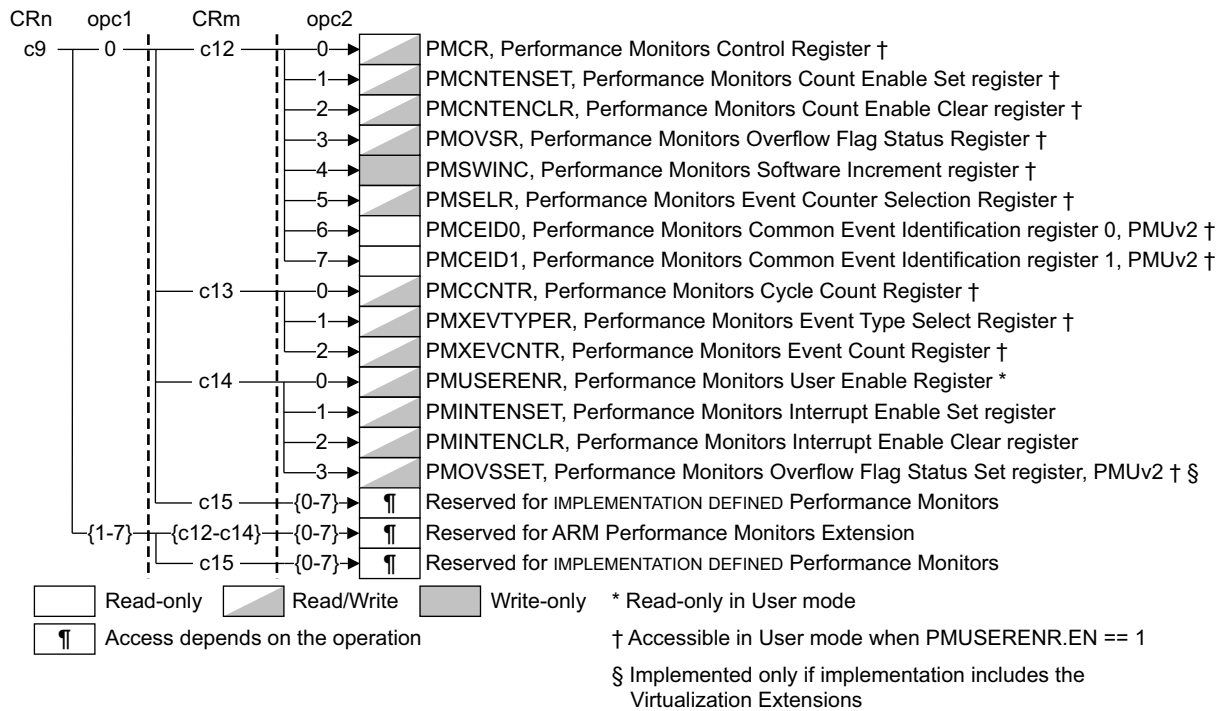 CRn opc1 CRm opc2
c9 0 c12 0 PMCR, Performance Monitors Control Register †
1 PMCNTENSET, Performance Monitors Count Enable Set register †
2 PMCNTENCLR, Performance Monitors Count Enable Clear register †
3 PMOVSR, Performance Monitors Overflow Flag Status Register †
4 PMSWINC, Performance Monitors Software Increment register †
5 PMSELR, Performance Monitors Event Counter Selection Register †
6 PMCEID0, Performance Monitors Common Event Identification register 0, PMUv2 †
7 PMCEID1, Performance Monitors Common Event Identification register 1, PMUv2 †
c13 0 PMCCNTR, Performance Monitors Cycle Count Register †
1 PMXEVTYPER, Performance Monitors Event Type Select Register †
2 PMXEVCNTR, Performance Monitors Event Count Register †
c14 0 PMUSERENR, Performance Monitors User Enable Register *
1 PMINTENSET, Performance Monitors Interrupt Enable Set register
2 PMINTENCLR, Performance Monitors Interrupt Enable Clear register
3 PMOVSSET, Performance Monitors Overflow Flag Status Set register, PMUv2 † §
c15 {0-7} ¶ Reserved for IMPLEMENTATION DEFINED Performance Monitors
{1-7} {c12-c14} {0-7} ¶ Reserved for ARM Performance Monitors Extension
c15 {0-7} ¶ Reserved for IMPLEMENTATION DEFINED Performance Monitors
Read-only Read/Write Write-only * Read-only in User mode
¶ Access depends on the operation † Accessible in User mode when PMUSERENR.EN == 1
§ Implemented only if implementation includes the
Virtualization Extensions